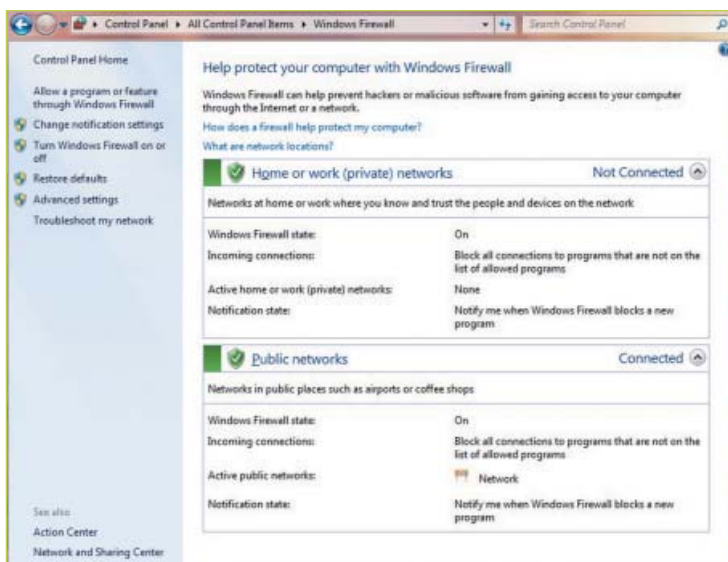 Control Panel ▸ All Control Panel Items ▸ Windows Firewall
Search Control Panel
Control Panel Home
Allow a program or feature
through Windows Firewall
Change notification settings
Turn Windows Firewall on or
off
Restore defaults
Advanced settings
Troubleshoot my network
See also
Action Center
Network and Sharing Center
Help protect your computer with Windows Firewall
Windows Firewall can help prevent hackers or malicious software from gaining access to your computer
through the Internet or a network.
How does a firewall help protect my computer?
What are network locations?
Home or work (private) networks Not Connected
Networks at home or work where you know and trust the people and devices on the network
Windows Firewall state: On
Incoming connections: Block all connections to programs that are not on the
list of allowed programs
Active home or work (private) networks: None
Notification state: Notify me when Windows Firewall blocks a new
program
Public networks Connected
Networks in public places such as airports or coffee shops
Windows Firewall state: On
Incoming connections: Block all connections to programs that are not on the
list of allowed programs
Active public networks: Network
Notification state: Notify me when Windows Firewall blocks a new
program